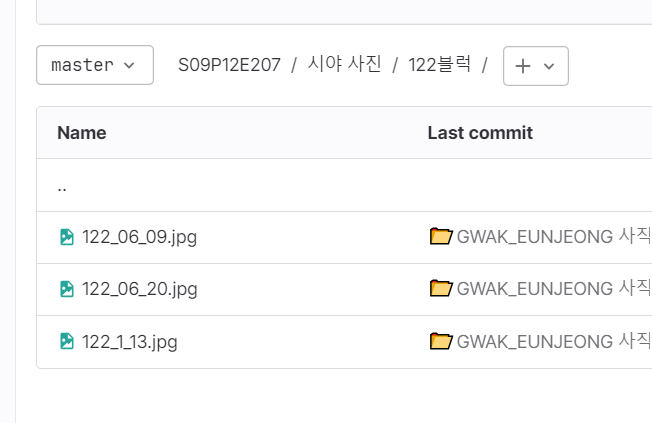 master S09P12E207 / 시야 사진 / 122블럭 / +
Name Last commit
..
122_06_09.jpg GWAK_EUNJEONG 사직
122_06_20.jpg GWAK_EUNJEONG 사직
122_1_13.jpg GWAK_EUNJEONG 사직